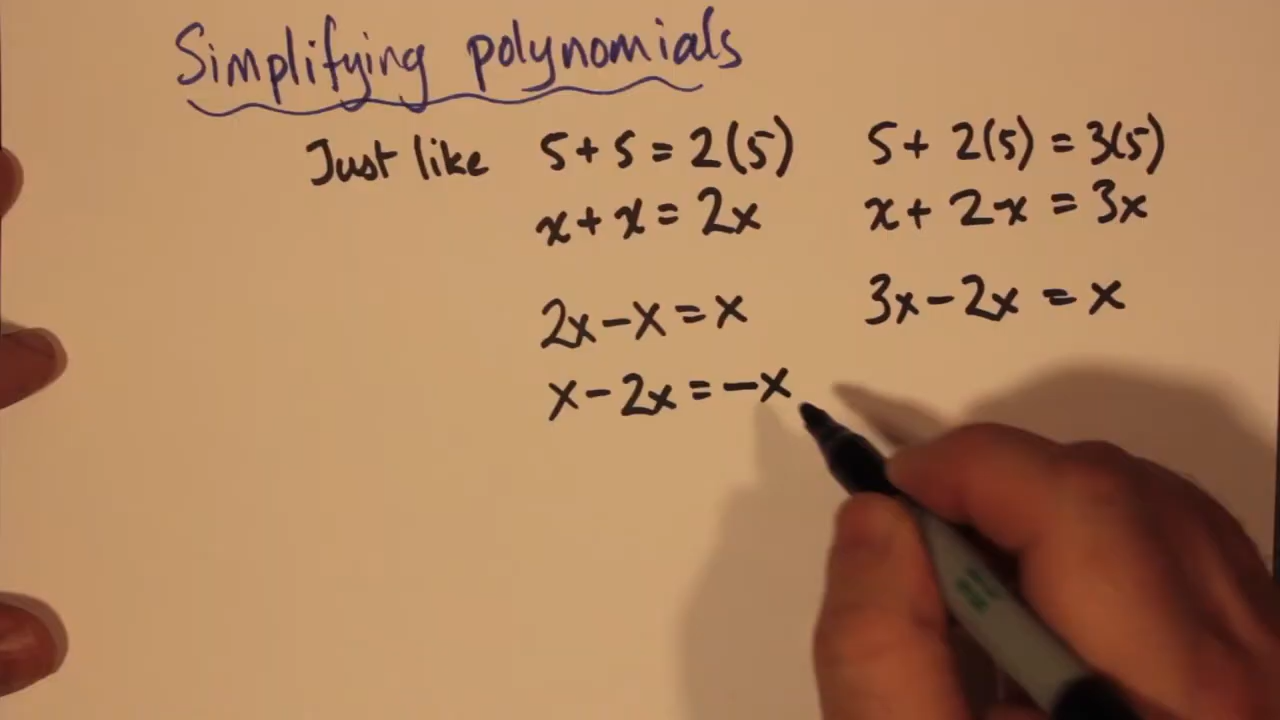 Simplifying polynomials
Just like 5 + 5 = 2(5) 5 + 2(5) = 3(5)
x + x = 2x x + 2x = 3x
2x - x = x 3x - 2x = x
x - 2x = -x